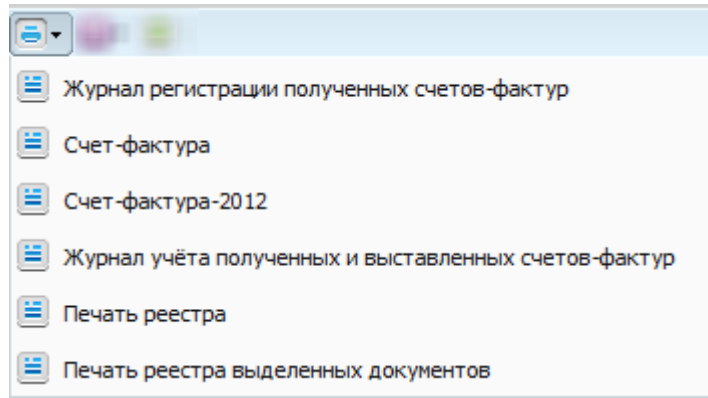 Журнал регистрации полученных счетов-фактур
Счет-фактура
Счет-фактура-2012
Журнал учёта полученных и выставленных счетов-фактур
Печать реестра
Печать реестра выделенных документов